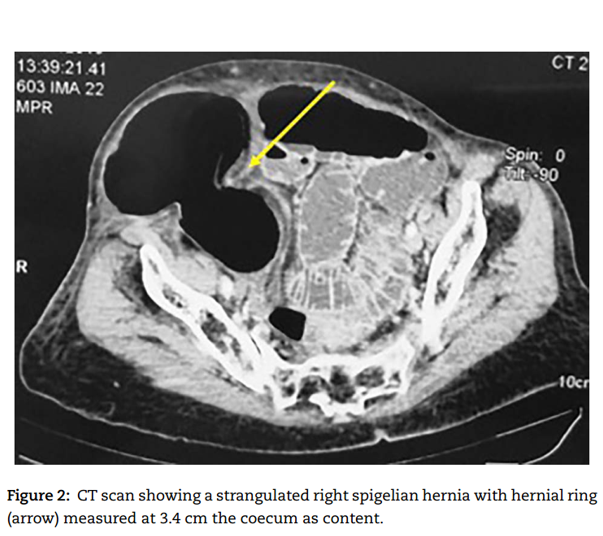 13:39:21.41
603 IMA 22
MPR
CT 2
Spin: 0
Tilt: -90
R
10cr
Figure 2: CT scan showing a strangulated right spigelian hernia with hernial ring
(arrow) measured at 3.4 cm the coecum as content.